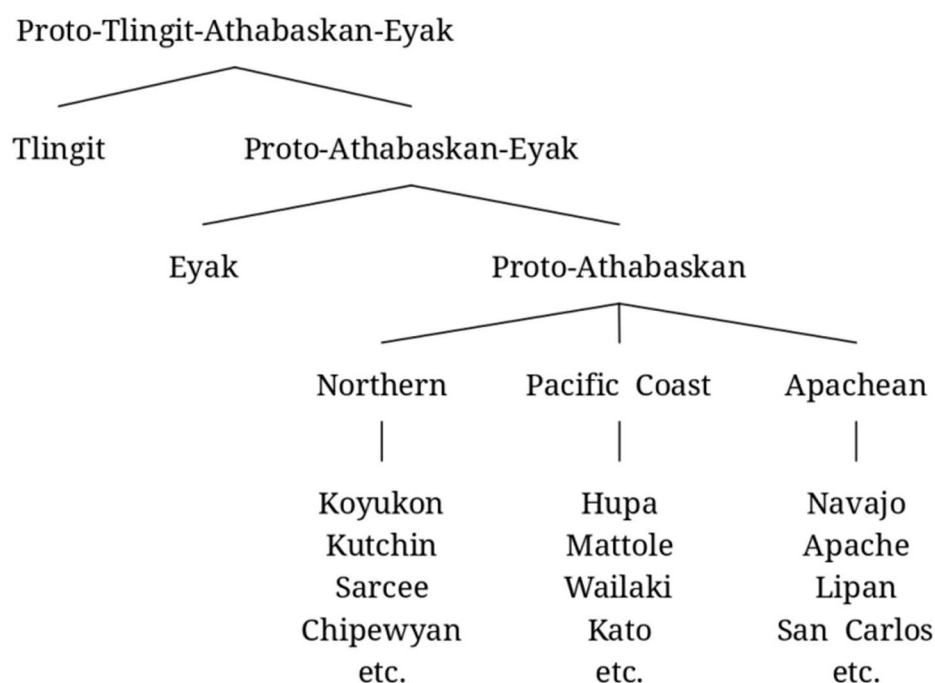 Proto-Tlingit-Athabaskan-Eyak
Tlingit Proto-Athabaskan-Eyak
Eyak Proto-Athabaskan
Northern Pacific Coast Apachean
Koyukon Hupa Navajo
Kutchin Mattole Apache
Sarcee Wailaki Lipan
Chipewyan Kato San Carlos
etc. etc. etc.